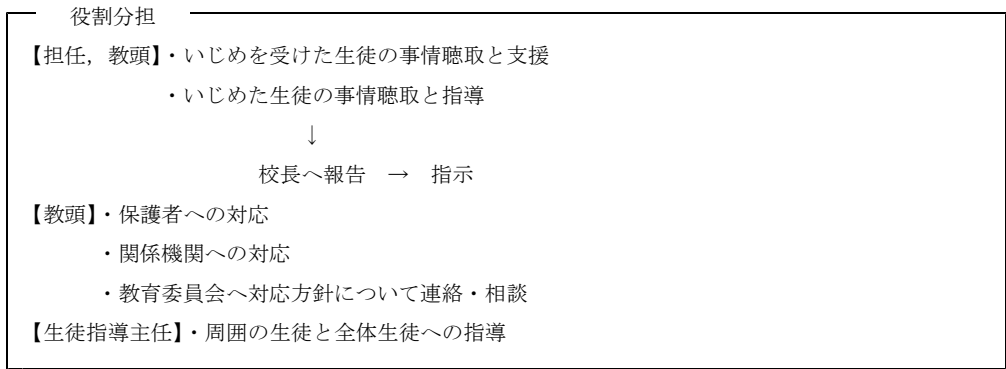 役割分担
【担任，教頭】・いじめを受けた生徒の事情聴取と支援
・いじめた生徒の事情聴取と指導
↓
校長へ報告　→　指示
【教頭】・保護者への対応
・関係機関への対応
・教育委員会へ対応方針について連絡・相談
【生徒指導主任】・周囲の生徒と全体生徒への指導